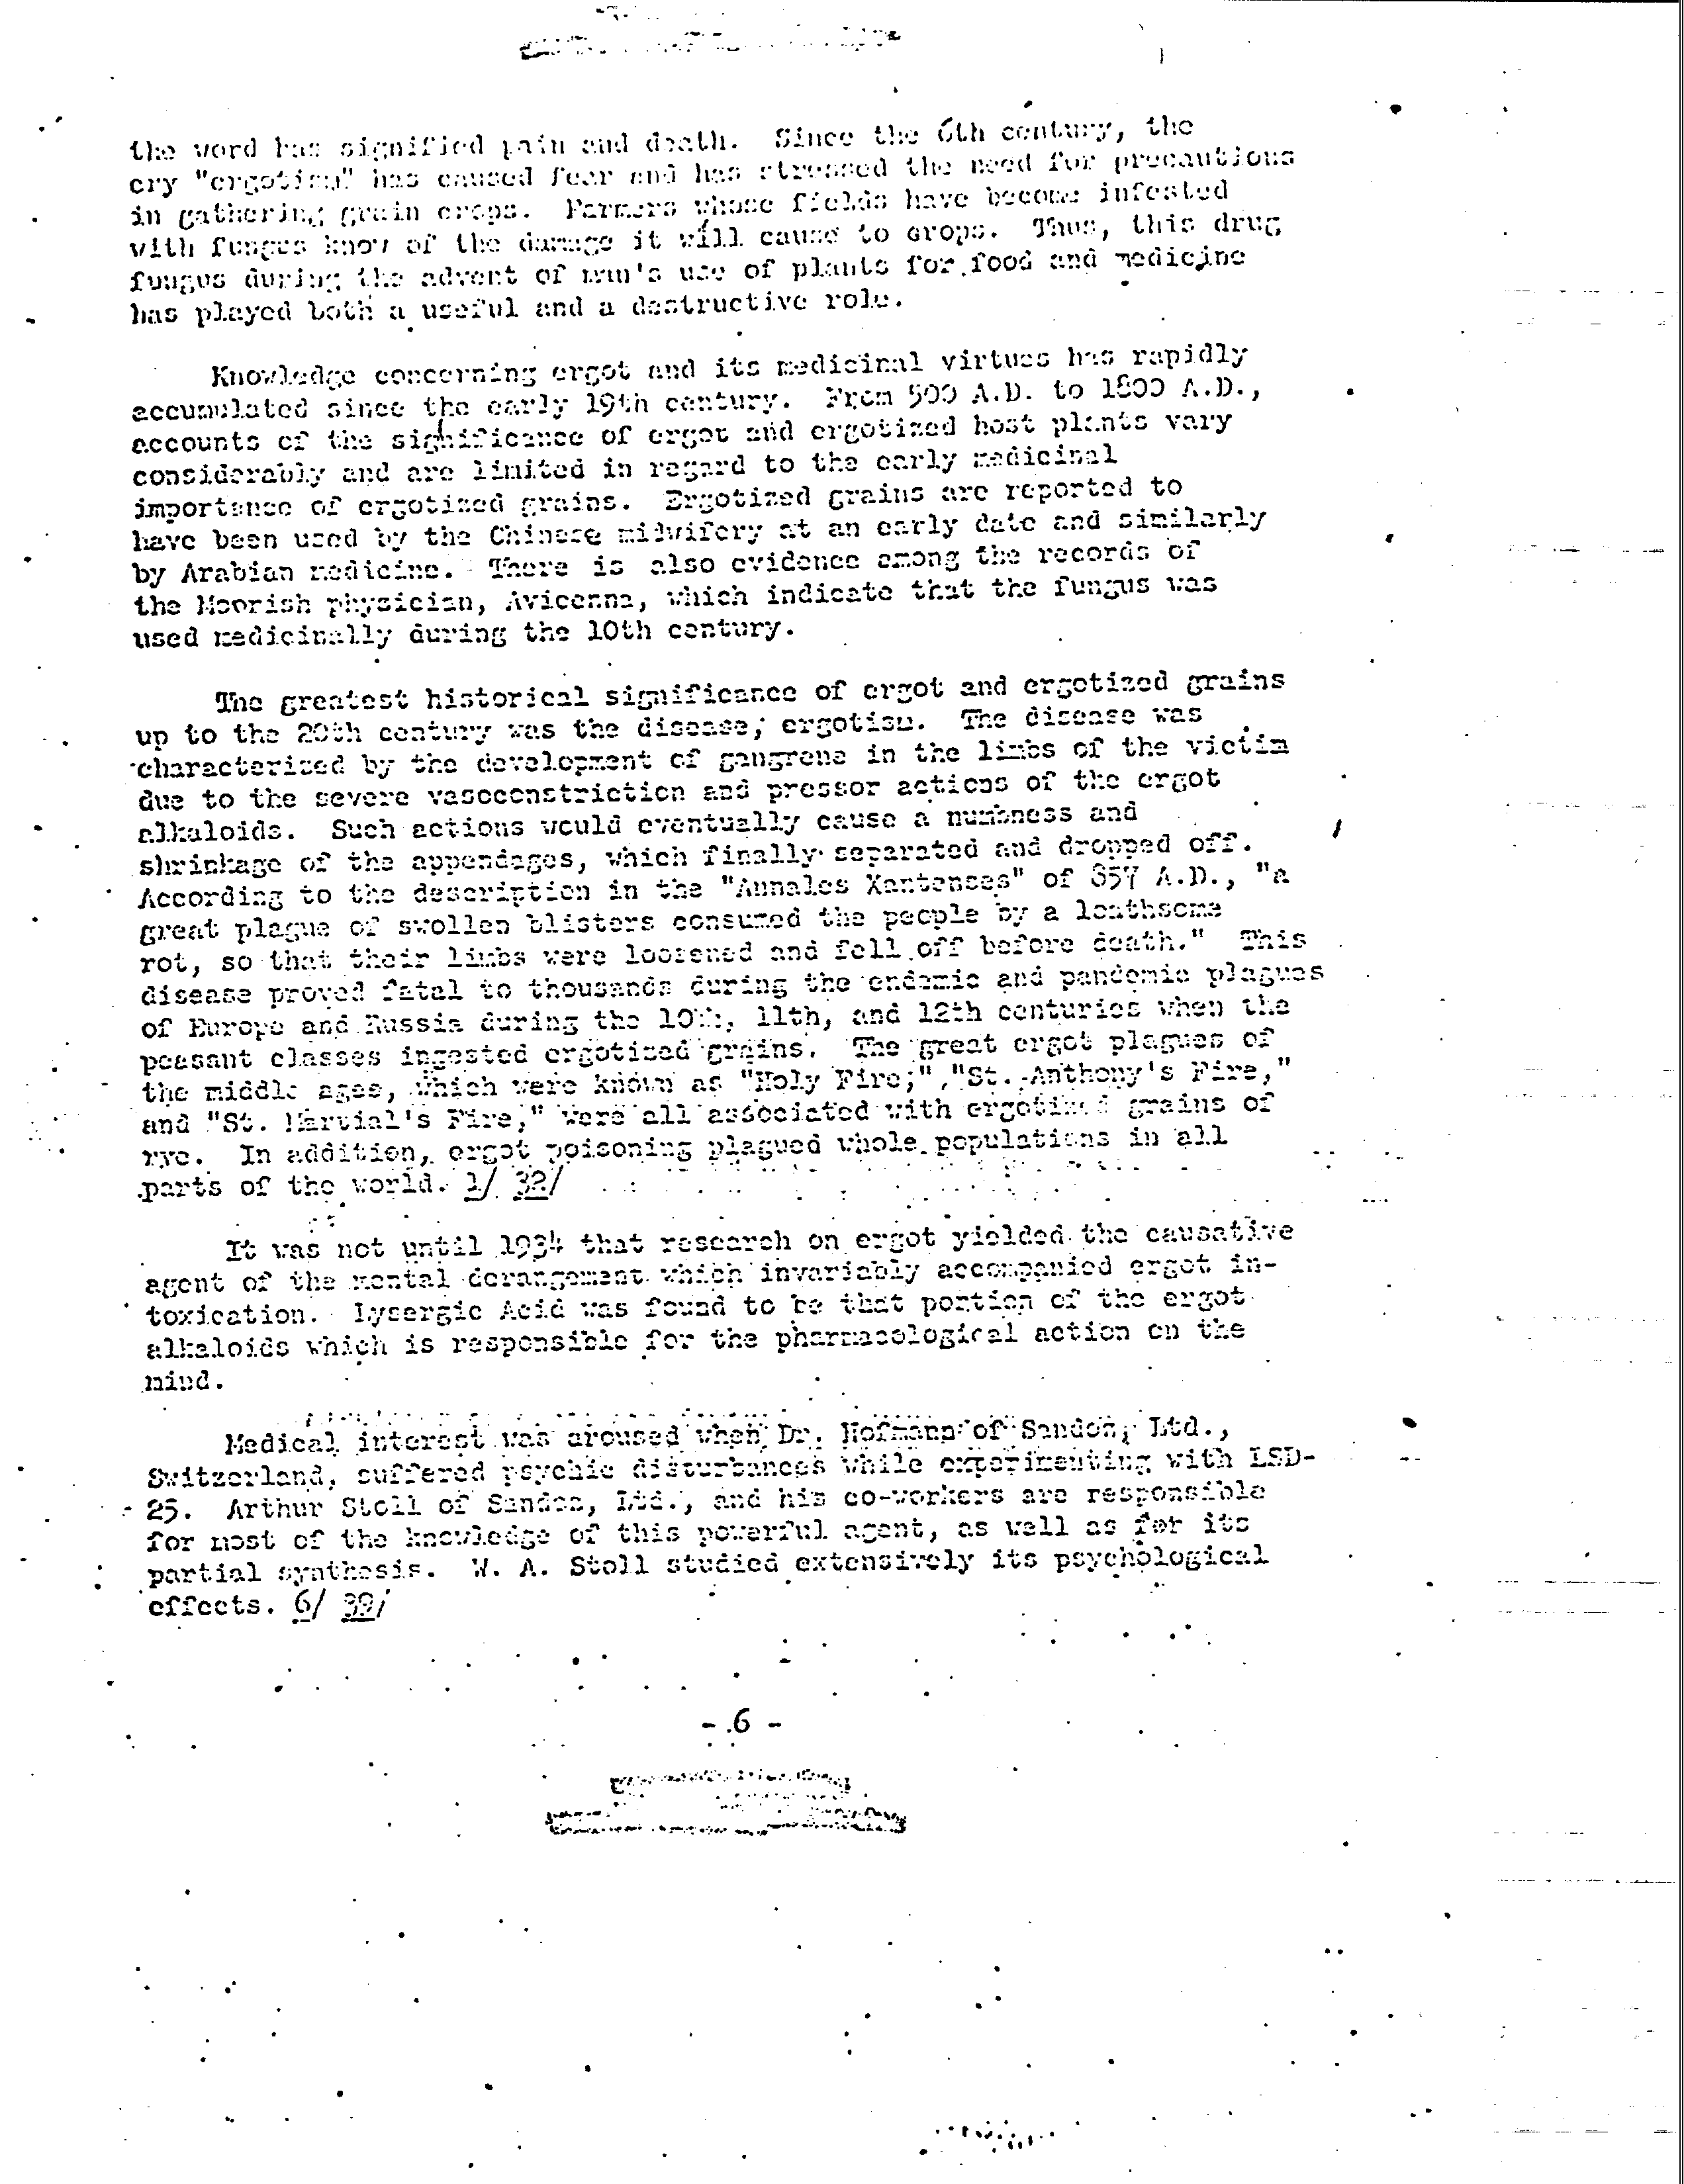 the word has signified pain and death. Since the 6th century, the
cry "ergotism" has caused fear and has stressed the need for precautions
in gathering grain crops. Farmers whose fields have become infested
with fungus know of the damage it will cause to crops. Thus, this drug
fungus during the advent of man's use of plants for food and medicine
has played both a useful and a destructive role.
Knowledge concerning ergot and its medicinal virtues has rapidly
accumulated since the early 19th century. From 500 A.D. to 1800 A.D.,
accounts of the significance of ergot and ergotized host plants vary
considerably and are limited in regard to the early medicinal
importance of ergotized grains. Ergotized grains are reported to
have been used by the Chinese midwifery at an early date and similarly
by Arabian medicine. There is also evidence among the records of
the Moorish physician, Avicenna, which indicate that the fungus was
used medicinally during the 10th century.
The greatest historical significance of ergot and ergotized grains
up to the 20th century was the disease, ergotism. The disease was
characterized by the development of gangrene in the limbs of the victim
due to the severe vasoconstriction and pressor actions of the ergot
alkaloids. Such actions would eventually cause a numbness and
shrinkage of the appendages, which finally separated and dropped off.
According to the description in the "Annales Xantenses" of 857 A.D., "a
great plague of swollen blisters consumed the people by a loathsome
rot, so that their limbs were loosened and fell off before death." This
disease proved fatal to thousands during the endemic and pandemic plagues
of Europe and Russia during the 10th, 11th, and 12th centuries when the
peasant classes ingested ergotized grains. The great ergot plagues of
the middle ages, which were known as "Holy Fire," "St. Anthony's Fire,"
and "St. Martial's Fire," were all associated with ergotized grains of
rye. In addition, ergot poisoning plagued whole populations in all
parts of the world. 1/ 32/
It was not until 1934 that research on ergot yielded the causative
agent of the mental derangement which invariably accompanied ergot in-
toxication. Lysergic Acid was found to be that portion of the ergot
alkaloids which is responsible for the pharmacological action on the
mind.
Medical interest was aroused when Dr. Hofmann of Sandoz, Ltd.,
Switzerland, suffered psychic disturbances while experimenting with LSD-
25. Arthur Stoll of Sandoz, Ltd., and his co-workers are responsible
for most of the knowledge of this powerful agent, as well as for its
partial synthesis. W. A. Stoll studied extensively its psychological
effects. 6/ 39/
- 6 -